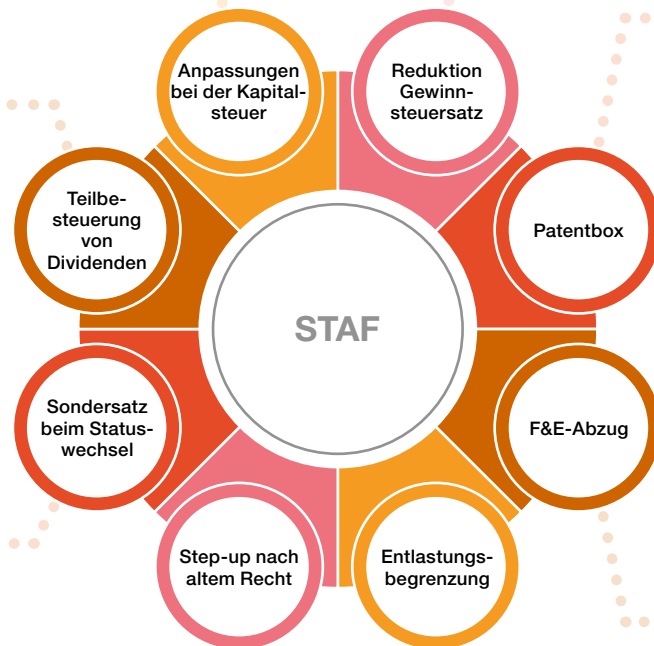 Anpassungen
bei der Kapital-
steuer
Reduktion
Gewinn-
steuersatz
Teilbe-
steuerung
von
Dividenden
Patentbox
STAF
Sondersatz
beim Status-
wechsel
F&E-Abzug
Step-up nach
altem Recht
Entlastungs-
begrenzung